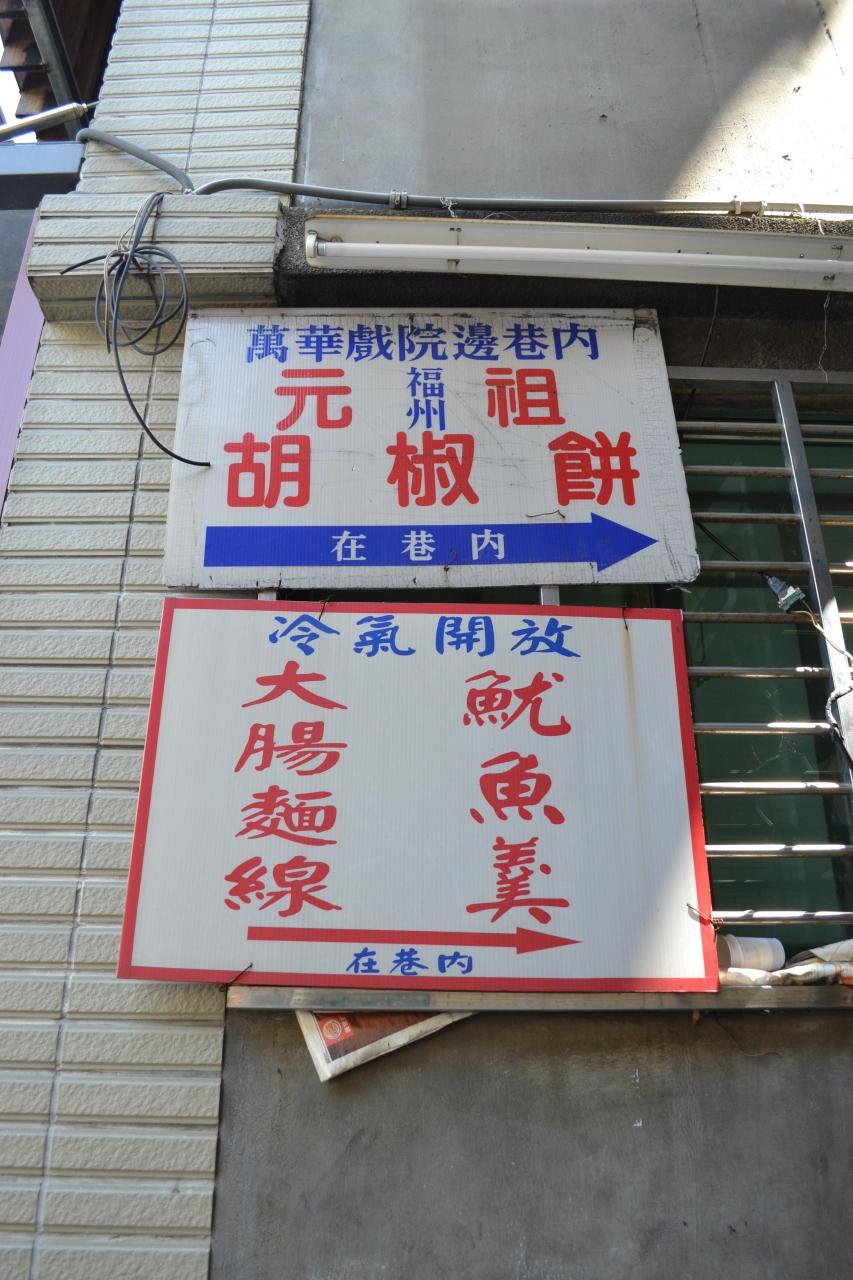 萬華戲院邊巷內
元福州祖
胡椒餅
在巷內
冷氣開放
魷魚羹
大腸麵線
在巷內